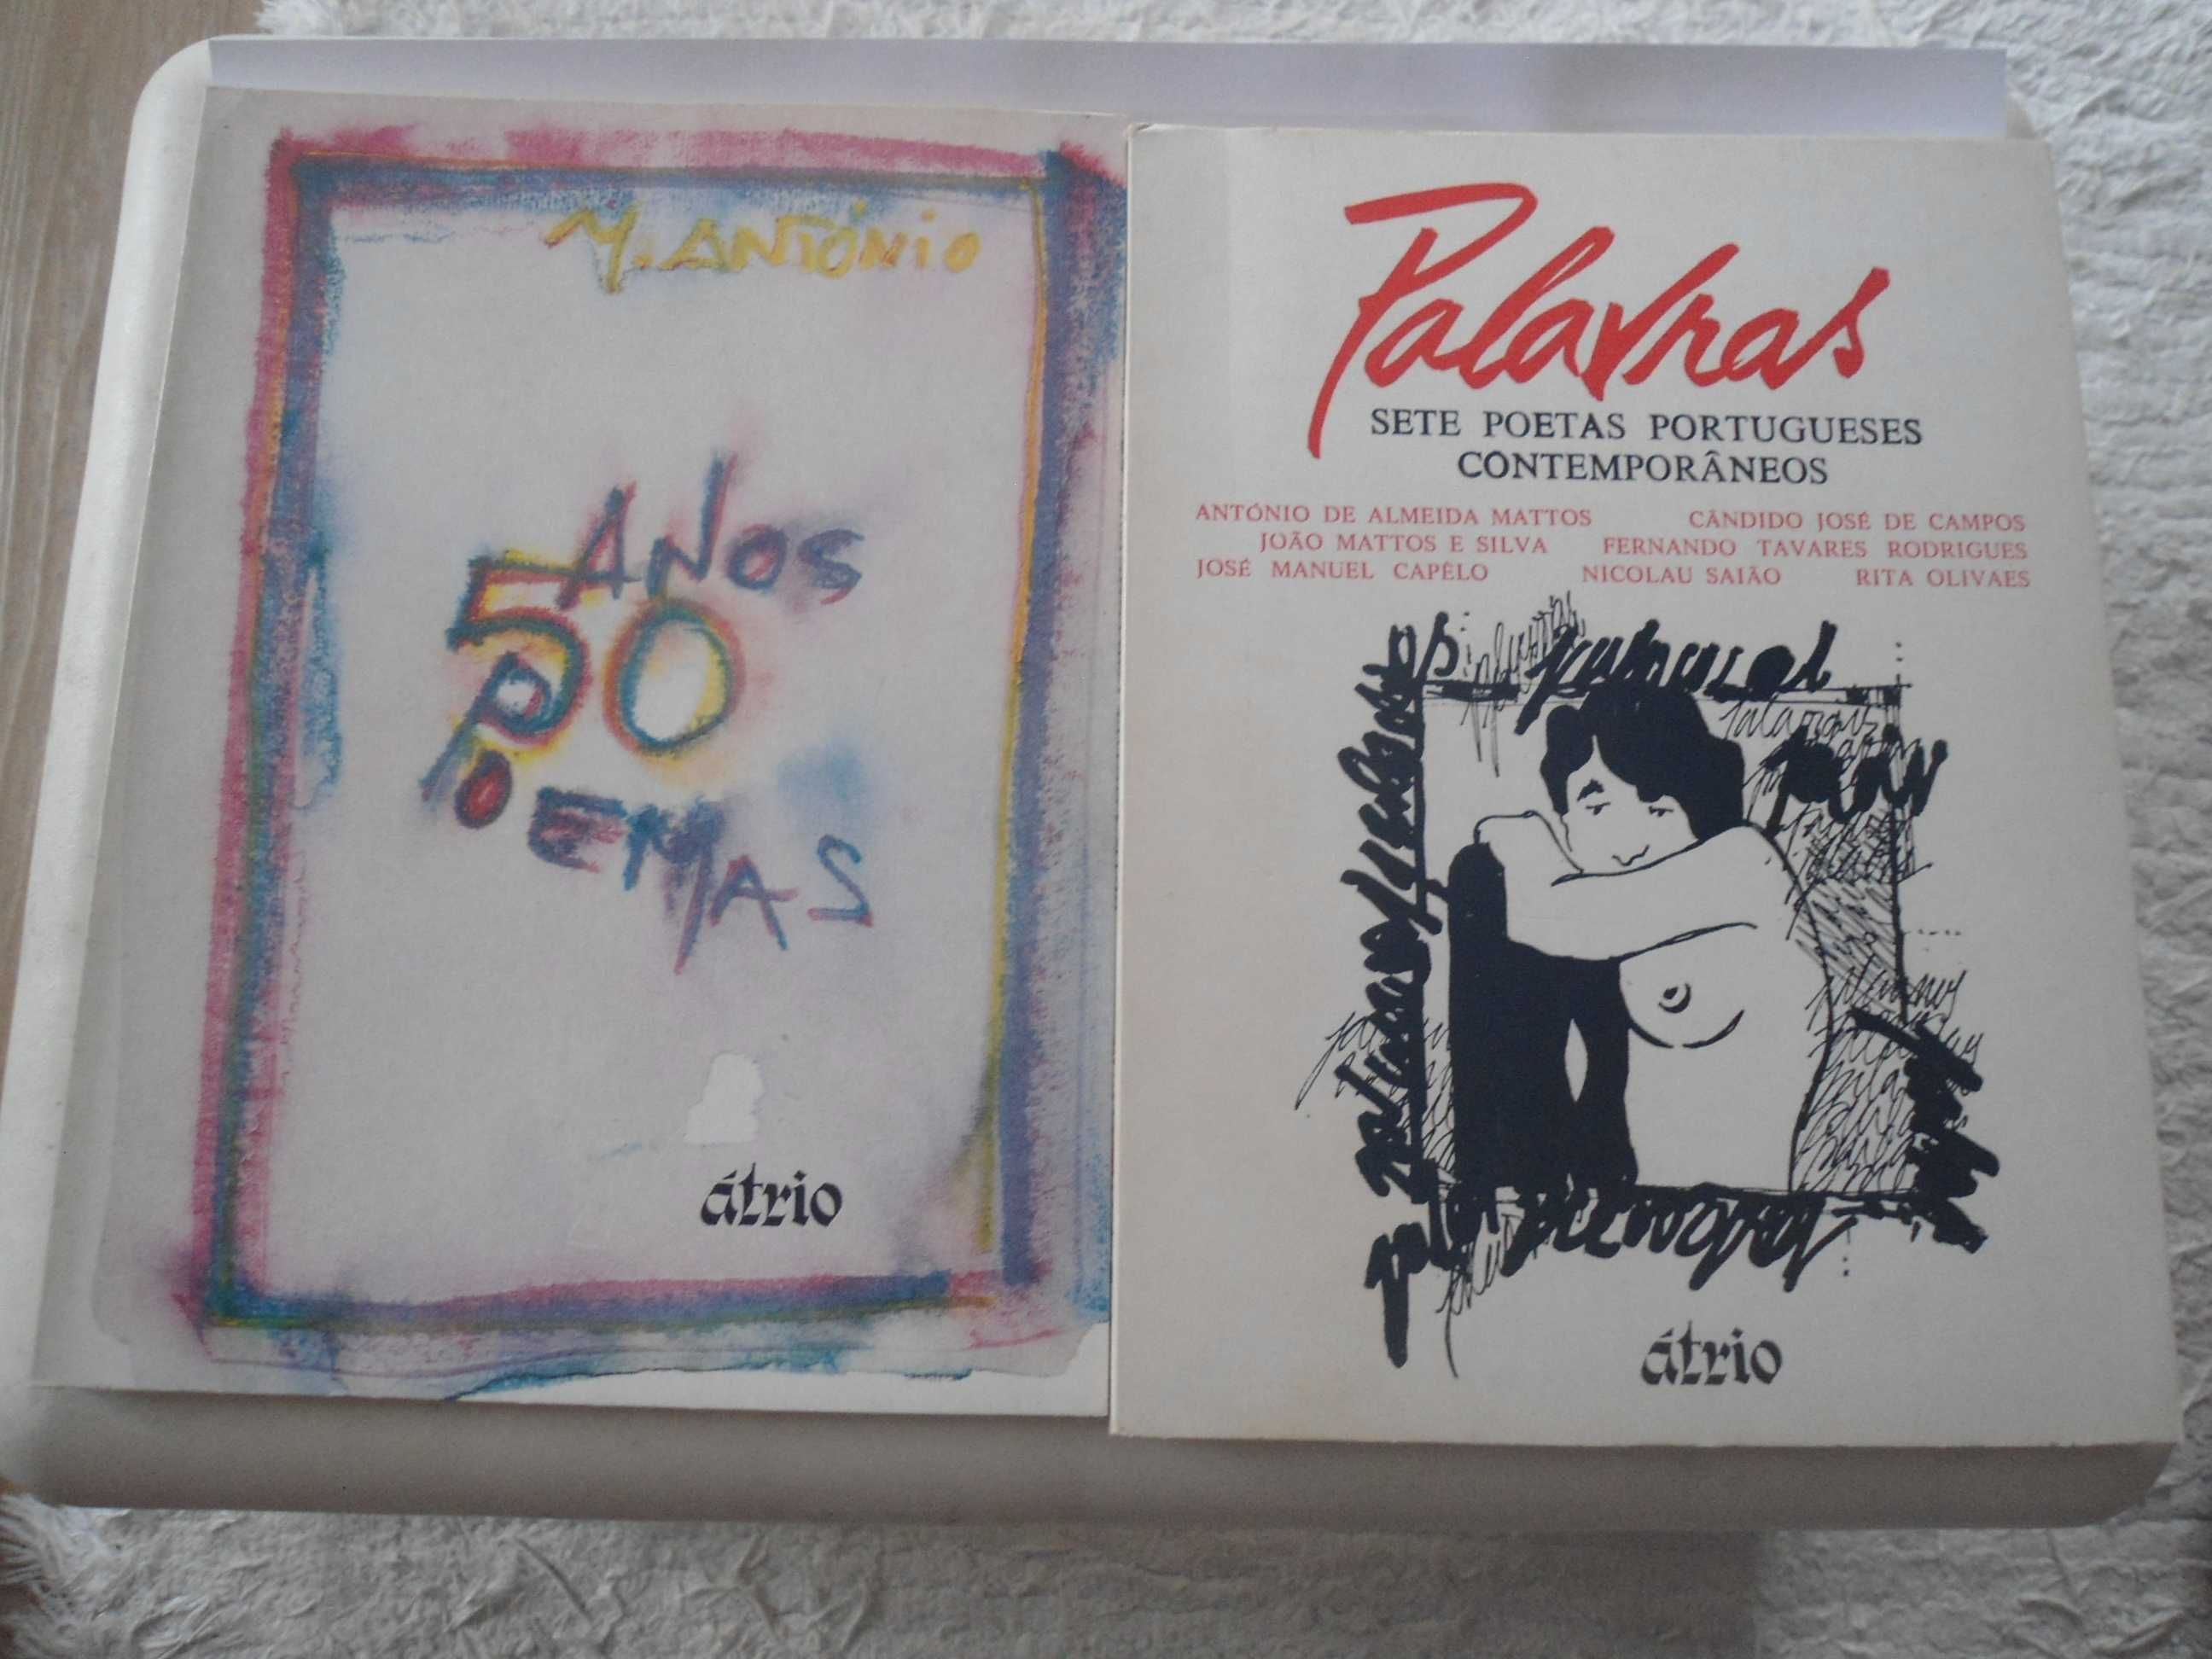 M. ANTÓNIO
ANOS
50
POEMAS
átrio
Palavras
SETE POETAS PORTUGUESES
CONTEMPORÂNEOS
ANTÓNIO DE ALMEIDA MATTOS CÂNDIDO JOSÉ DE CAMPOS
JOÃO MATTOS E SILVA FERNANDO TAVARES RODRIGUES
JOSÉ MANUEL CAPÊLO NICOLAU SAIÃO RITA OLIVAES
átrio